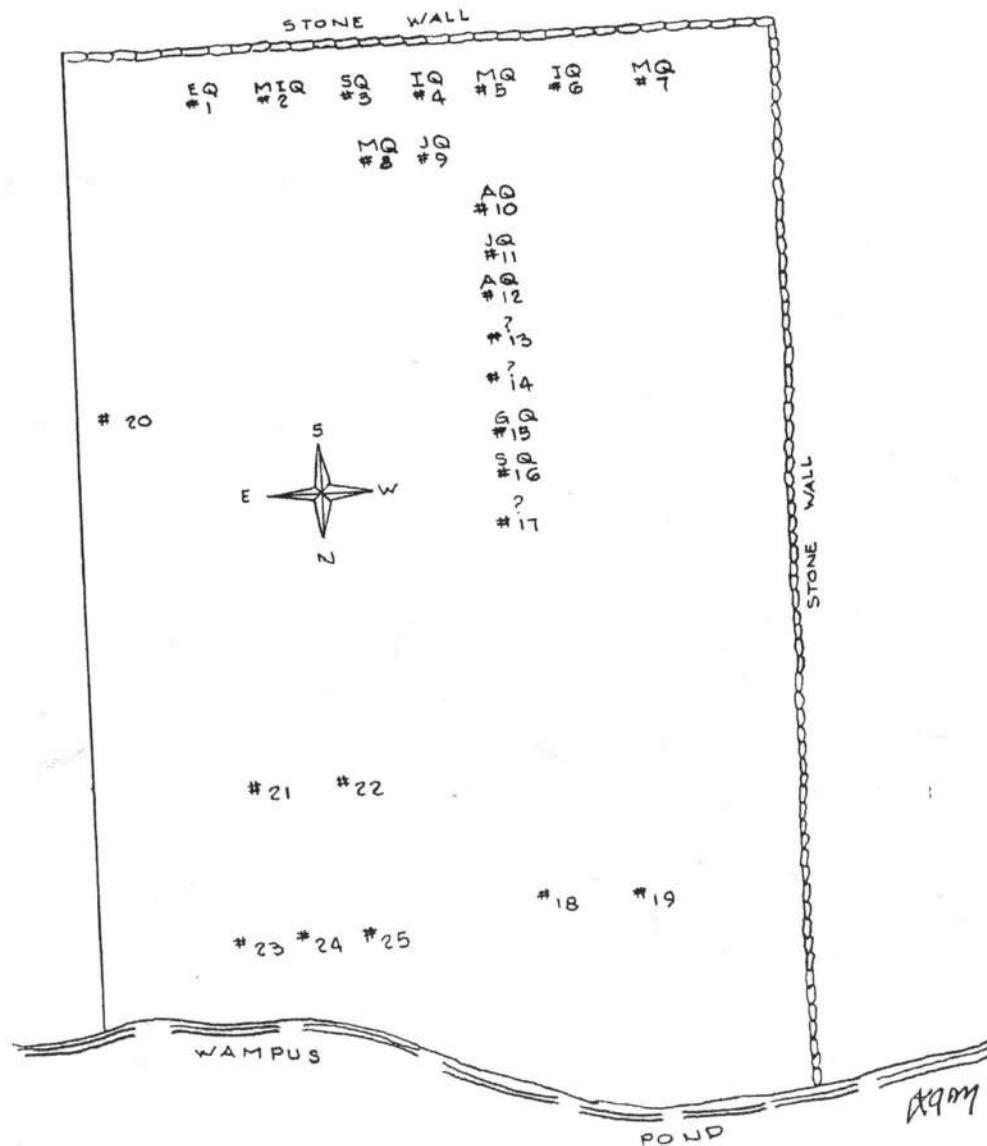 STONE WALL
EQ MIQ SQ IQ MQ IQ MQ
#1 #2 #3 #4 #5 #6 #7
MQ JQ
#8 #9
AQ
#10
JQ
#11
AQ
#12
?
#13
?
#14
GQ
#15
SQ
#16
?
#17
#20
S
E W
N
STONE WALL
#21 #22
#18 #19
#23 #24 #25
WAMPUS
POND